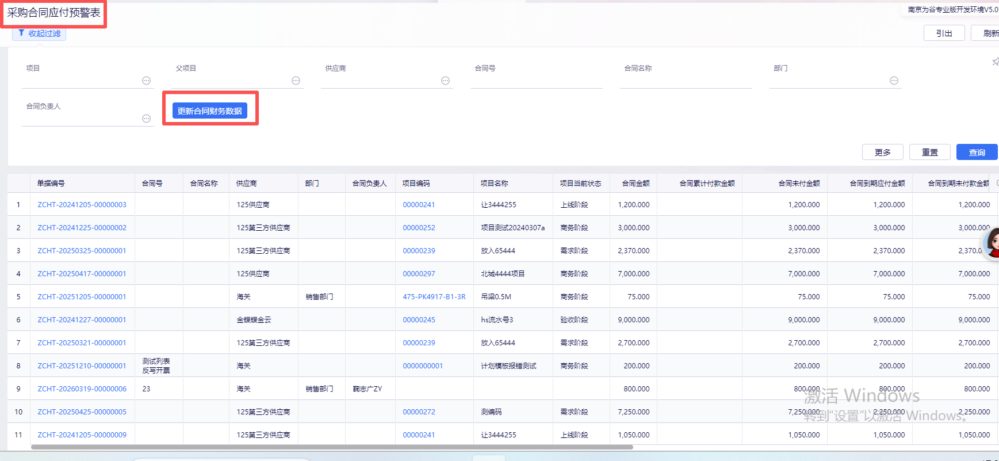 采购合同应付预警表
南京为谷专业版开发环境V5.0
收起过滤
引出
刷新
项目
父项目
供应商
合同号
合同名称
部门
合同负责人
更新合同财务数据
更多
重置
查询
单据编号 合同号 合同名称 供应商 部门 合同负责人 项目编码 项目名称 项目当前状态 合同金额 合同累计付款金额 合同未付金额 合同到期应付金额 合同到期未付款金额
1 ZCHT-20241205-00000003 125供应商 00000241 让3444255 上线阶段 1,200.000 1,200.000 1,200.000 1,200.000
2 ZCHT-20241225-00000002 125第三方供应商 00000252 项目测试20240307a 商务阶段 3,000.000 3,000.000 3,000.000 3,000.000
3 ZCHT-20250325-00000001 125第三方供应商 00000239 放入65444 需求阶段 2,370.000 2,370.000 2,370.000 2,370.0
4 ZCHT-20250417-00000001 125供应商 00000297 北城4444项目 商务阶段 7,000.000 7,000.000 7,000.000 7,000.000
5 ZCHT-20251205-00000001 海关 销售部门 475-PK4917-B1-3R 吊梁0.5M 商务阶段 75.000 75.000 75.000 75.000
6 ZCHT-20241227-00000001 金蝶蝶金云 00000245 hs流水号3 验收阶段 9,000.000 9,000.000 9,000.000 9,000.000
7 ZCHT-20250321-00000001 125第三方供应商 00000239 放入65444 需求阶段 2,700.000 2,700.000 2,700.000 2,700.000
8 ZCHT-20251210-00000001 测试列表反写开票 海关 0000000001 计划模板报错测试 商务阶段 200.000 200.000 200.000 200.000
9 ZCHT-20260319-00000006 23 海关 销售部门 鞠志广ZY 800.000 800.000 800.000 800.000
10 ZCHT-20250425-00000005 125第三方供应商 00000272 测编码 需求阶段 7,250.000 7,250.000 2,250.000 2,250.000
11 ZCHT-20241205-00000009 125第三方供应商 00000241 让3444255 上线阶段 1,050.000 1,050.000 1,050.000 1,050.000
激活 Windows
转到“设置”以激活 Windows。